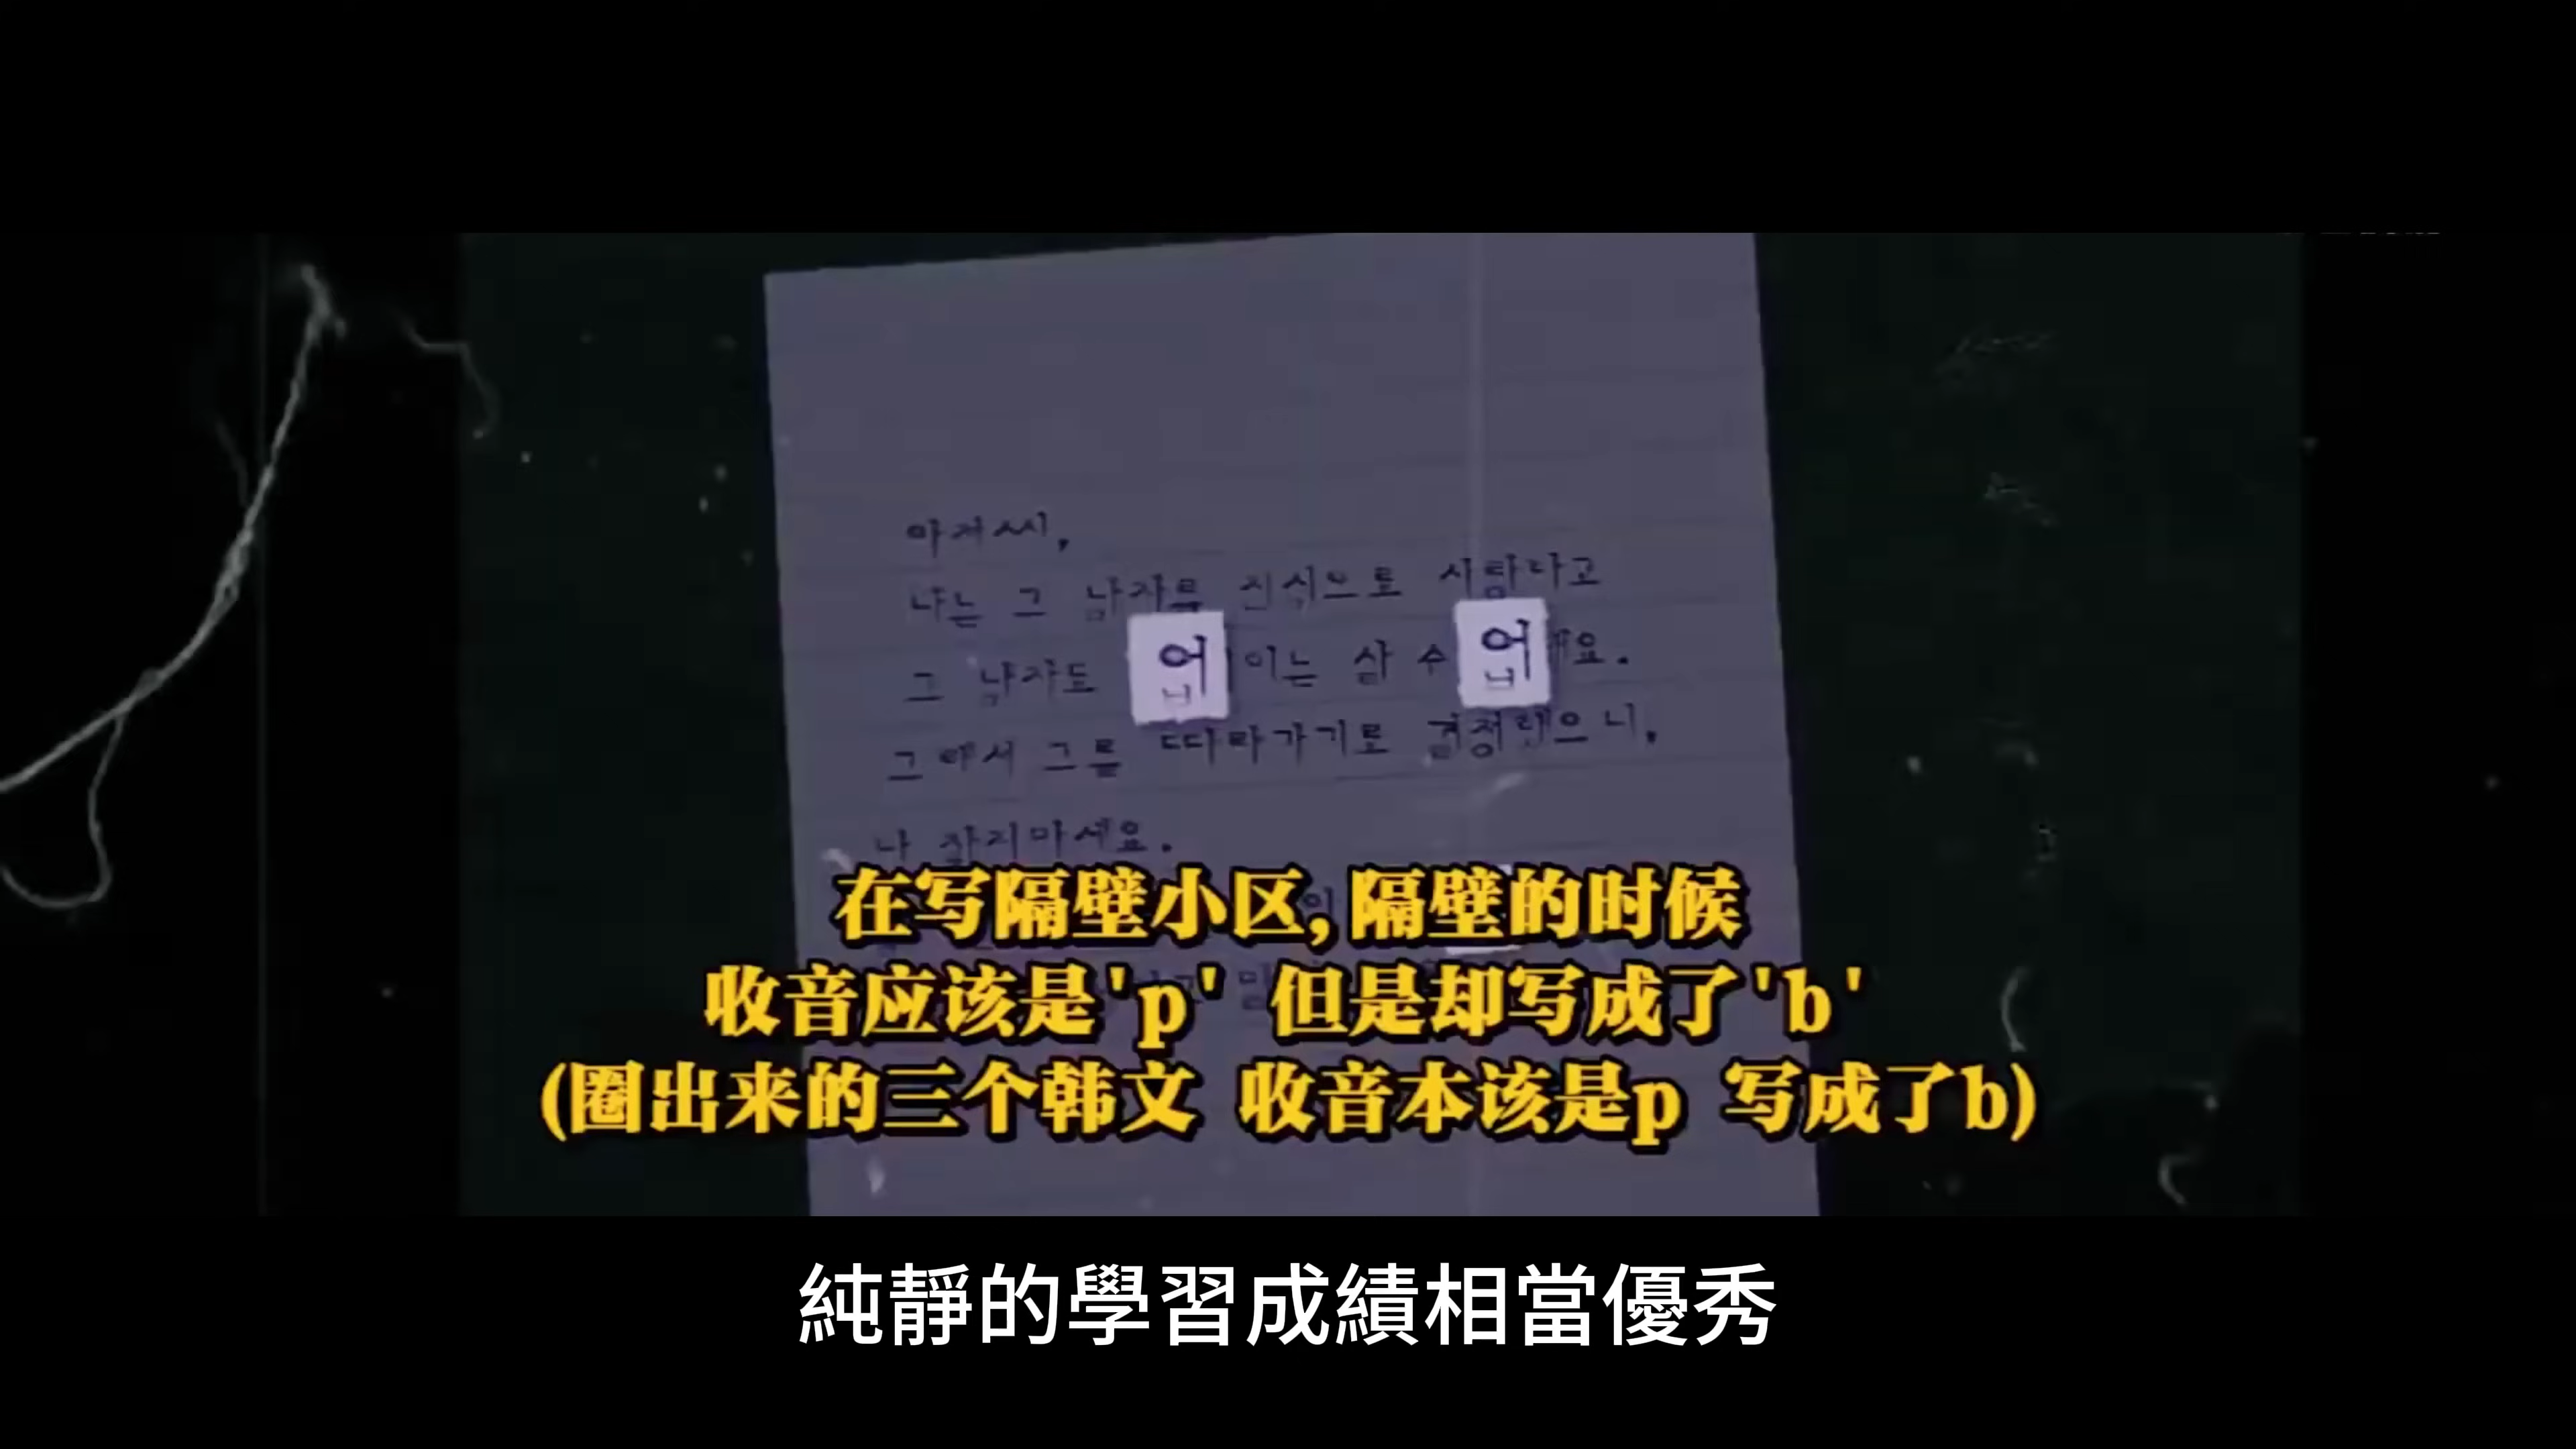 아저씨,
나는 그 남자를 진심으로 사랑하고
그 남자도 어ㅂ이는 살 수 어ㅂ 요.
그래서 그를 따라가기로 결정했으니,
나 찾지마세요.
在写隔壁小区,隔壁的时候
收音应该是'p' 但是却写成了'b'
(圈出来的三个韩文 收音本该是p 写成了b)
純靜的學習成績相當優秀